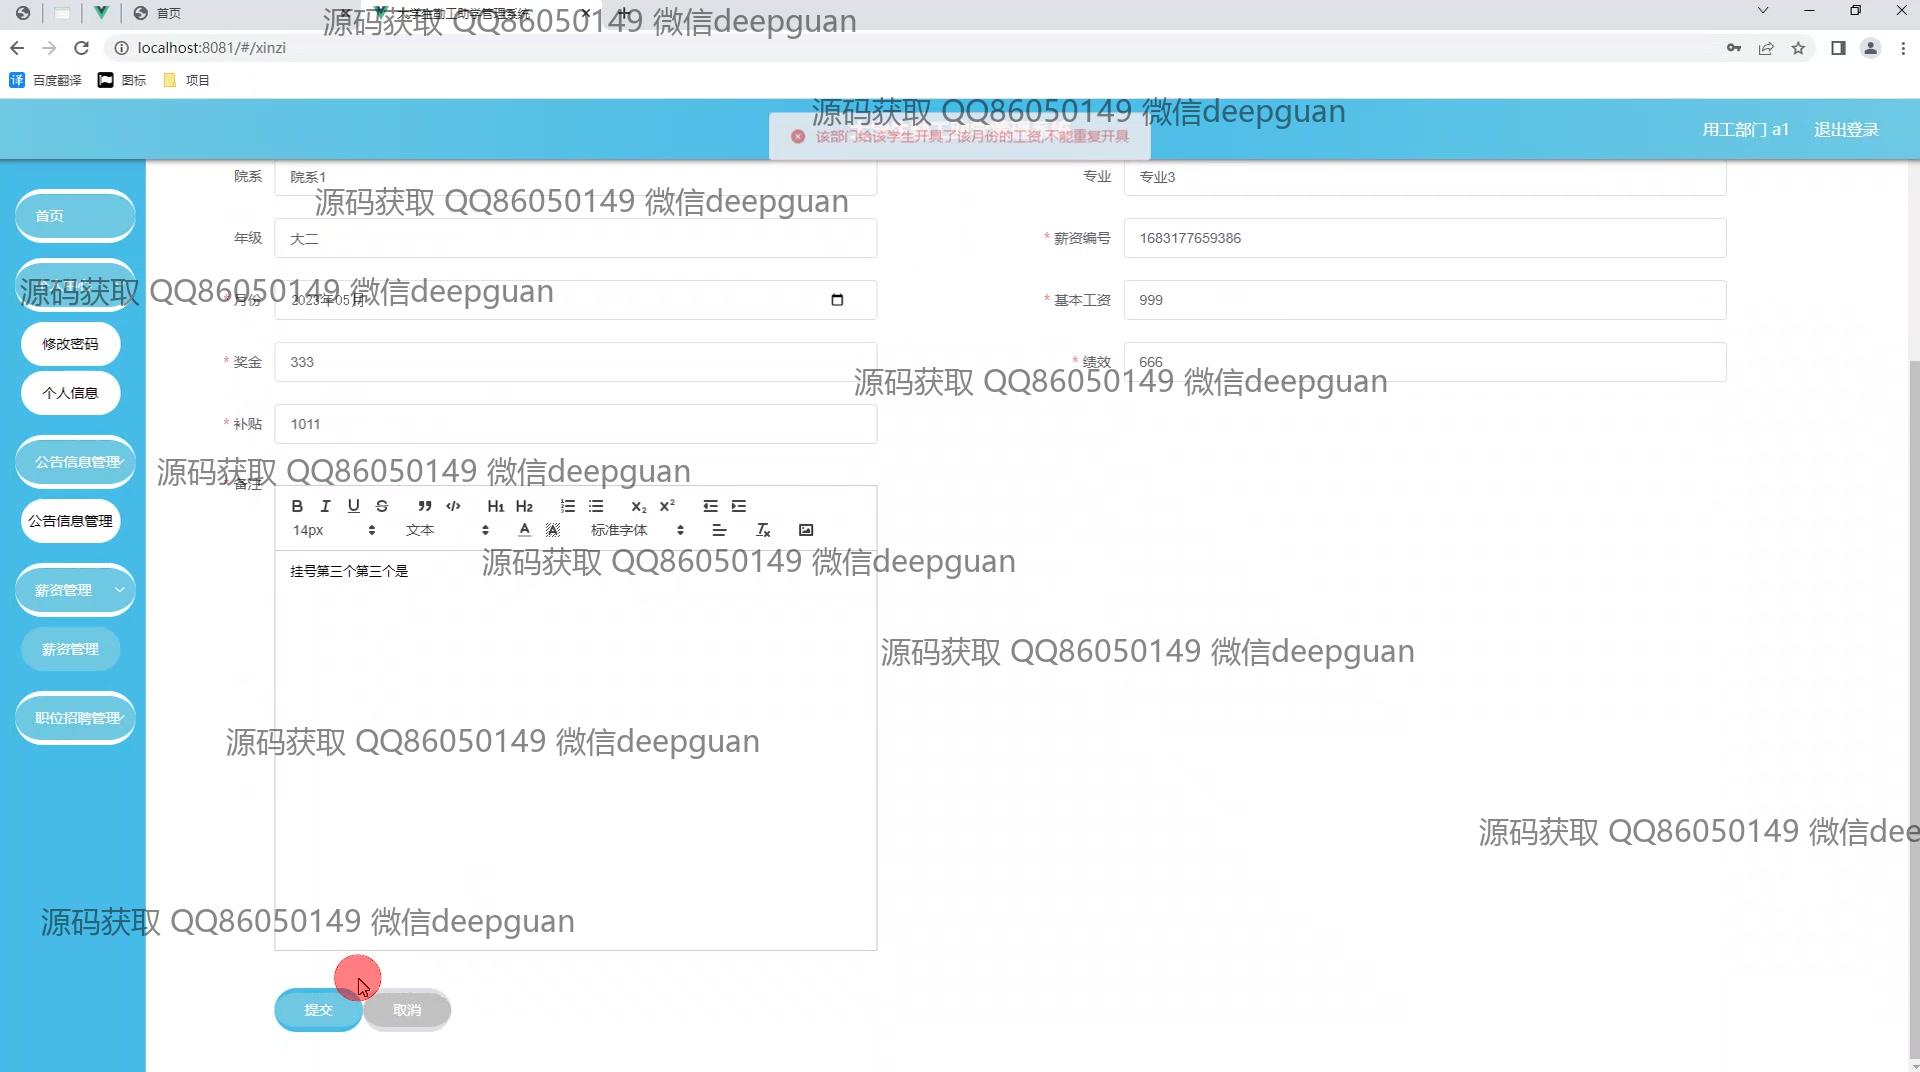 首页
大学生勤工助学管理系统
源码获取 QQ86050149 微信deepguan
localhost:8081/#/xinzi
百度翻译 图标 项目
源码获取 QQ86050149 微信deepguan
该部门给该学生开具了该月份的工资,不能重复开具
用工部门 a1 退出登录
院系 院系1 专业 专业3
源码获取 QQ86050149 微信deepguan
首页
年级 大二 * 薪资编号 1683177659386
源码获取 QQ86050149 微信deepguan
* 月份 2023年05月 * 基本工资 999
修改密码
* 奖金 333 * 绩效 666
源码获取 QQ86050149 微信deepguan
个人信息
* 补贴 1011
公告信息管理
源码获取 QQ86050149 微信deepguan
* 备注
B I U S H1 H2 x2 x2
公告信息管理
14px 文本 A A 标准字体 Tx
源码获取 QQ86050149 微信deepguan
挂号第三个第三个是
薪资管理
薪资管理
源码获取 QQ86050149 微信deepguan
职位招聘管理
源码获取 QQ86050149 微信deepguan
源码获取 QQ86050149 微信dee
源码获取 QQ86050149 微信deepguan
提交 取消